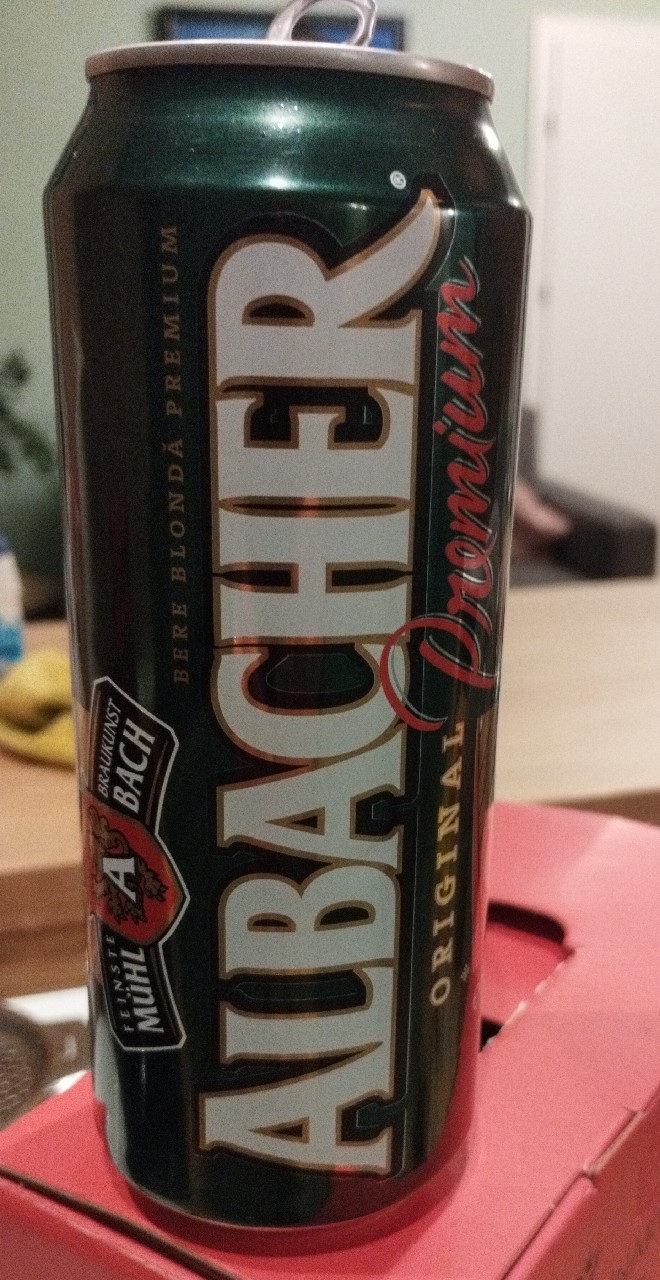 BERE BLONDĂ PREMIUM
ALBACHER®
Premium
ORIGINAL
FEINSTE BRAUKUNST
MÜHL BACH
A